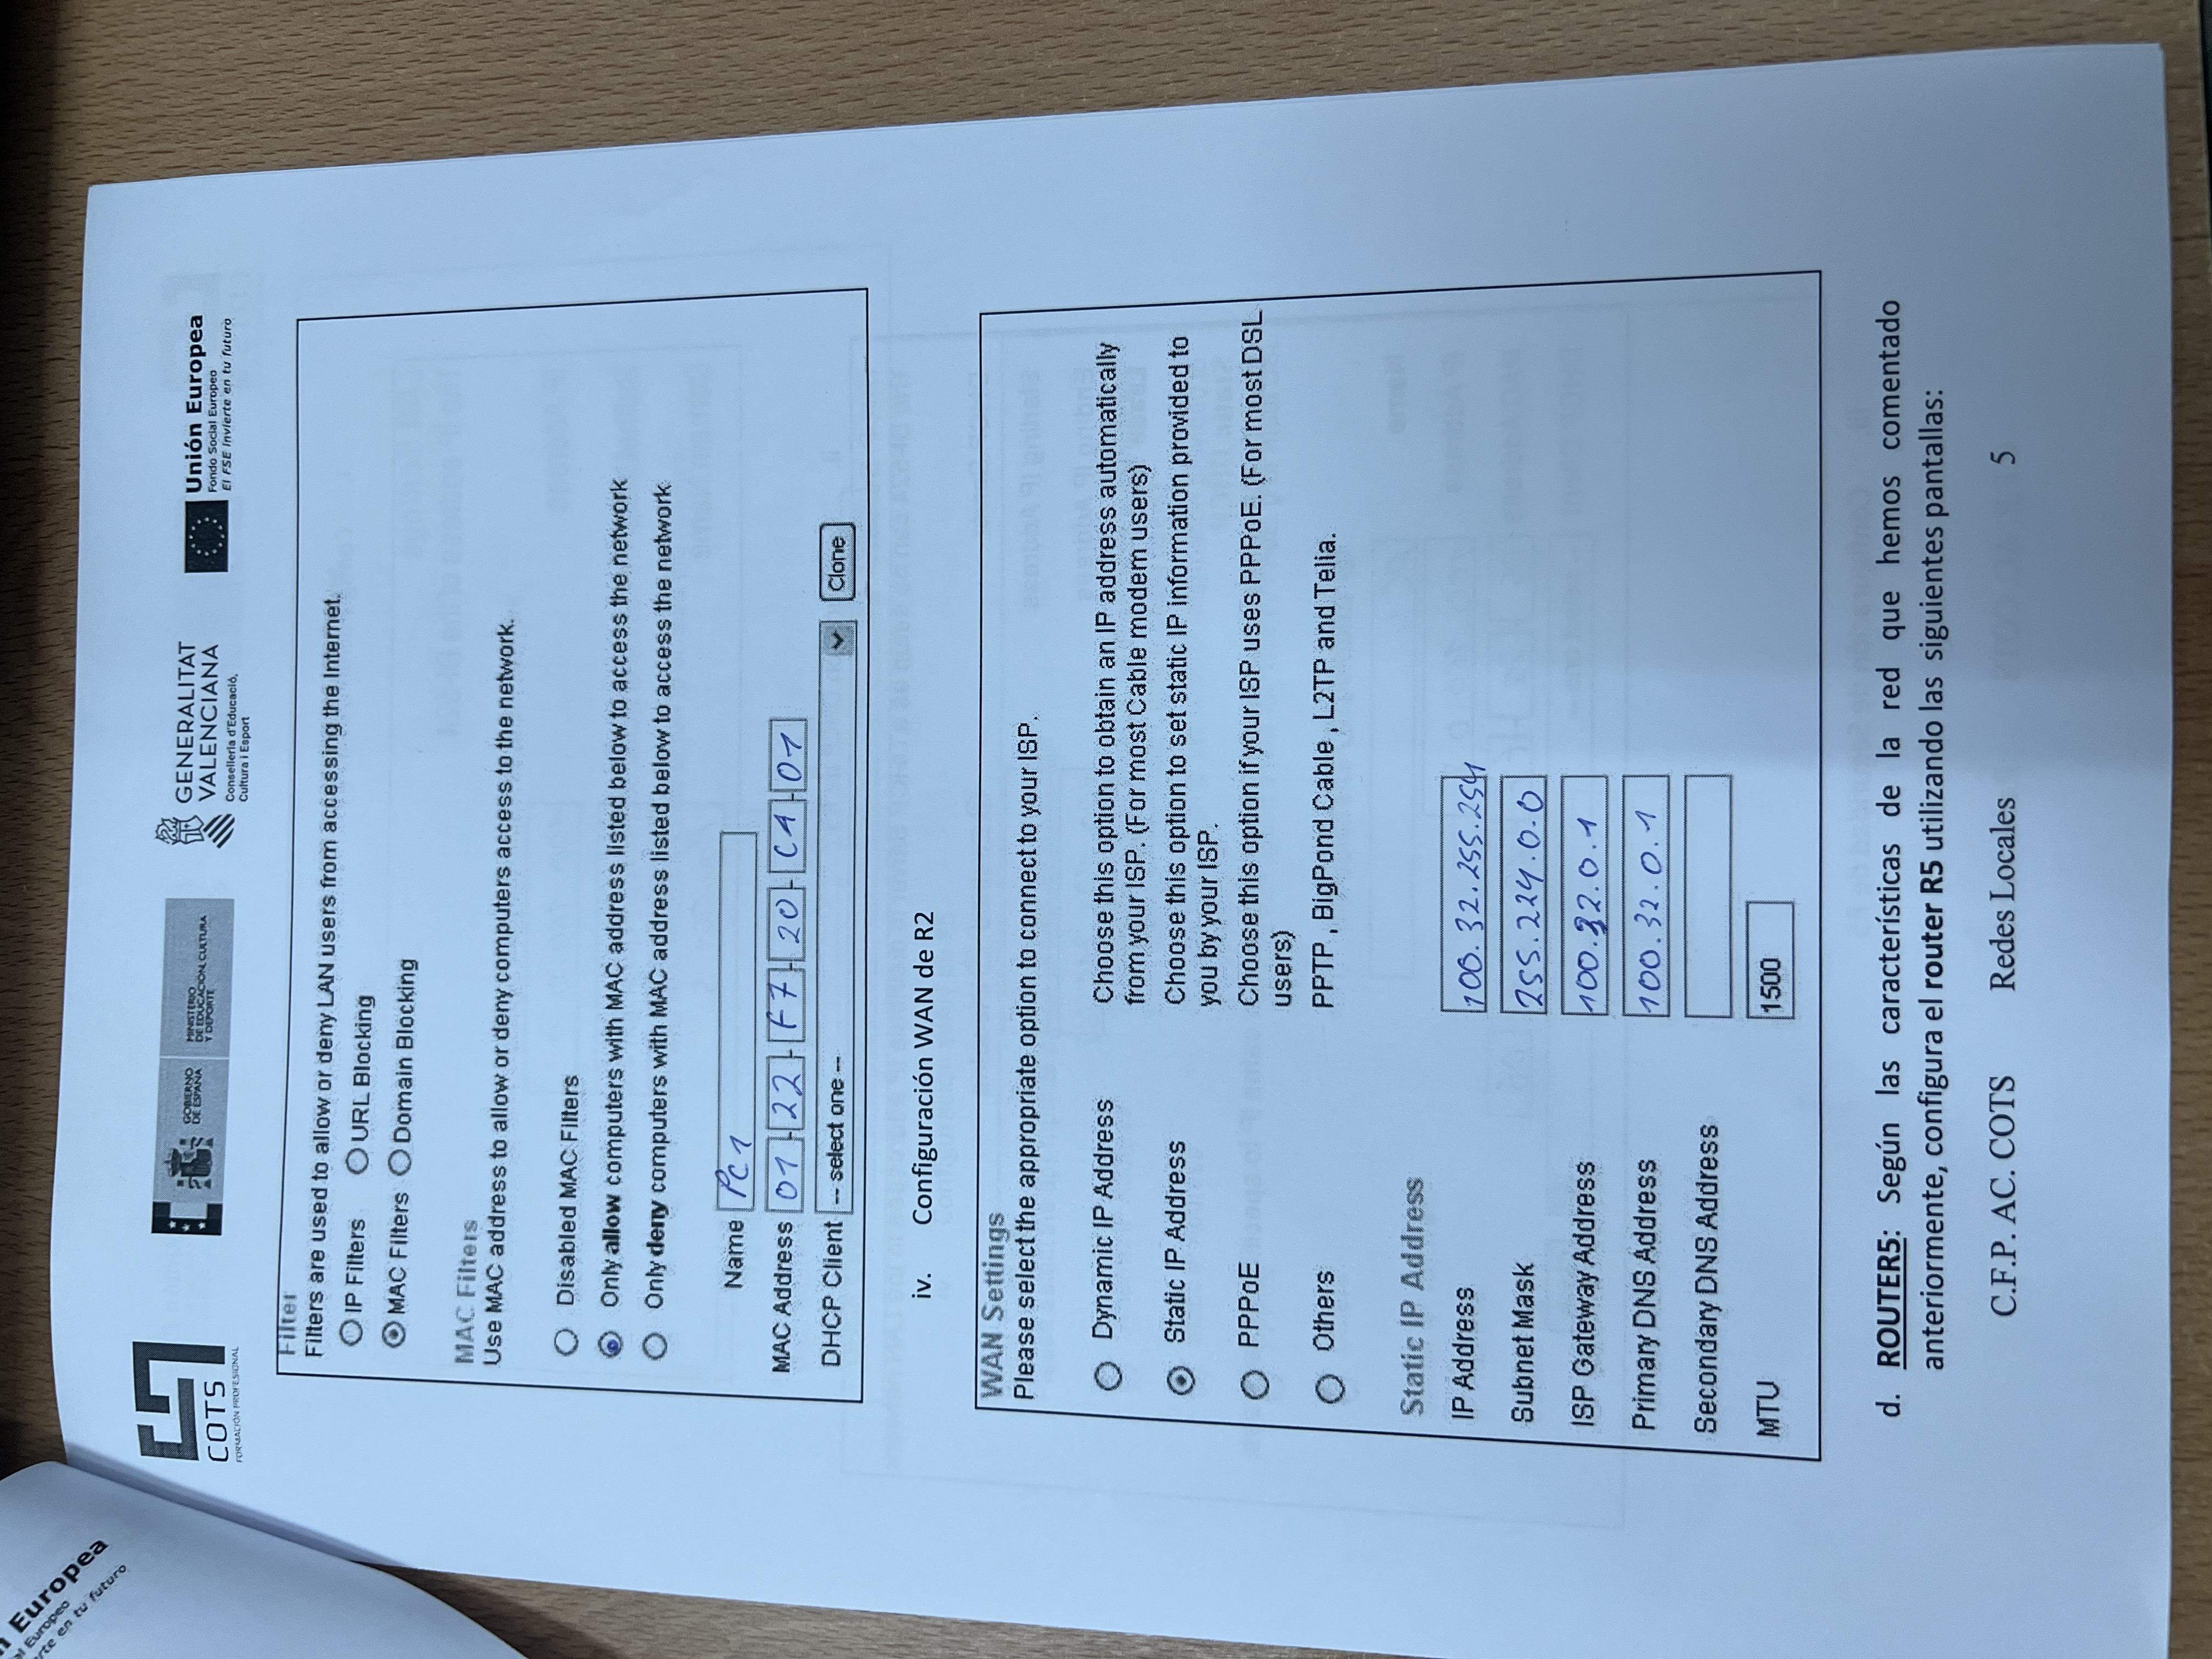 n Europea
al Europeo
erte en tu futuro
COTS
FORMACIÓN PROFESIONAL
GOBIERNO
DE ESPAÑA
MINISTERIO
DE EDUCACIÓN, CULTURA
Y DEPORTE
GENERALITAT
VALENCIANA
Conselleria d'Educació,
Cultura i Esport
Unión Europea
Fondo Social Europeo
El FSE invierte en tu futuro
Filter
Filters are used to allow or deny LAN users from accessing the Internet.
IP Filters URL Blocking
MAC Filters Domain Blocking
MAC Filters
Use MAC address to allow or deny computers access to the network.
Disabled MAC Filters
Only allow computers with MAC address listed below to access the network
Only deny computers with MAC address listed below to access the network
Name PC1
MAC Address 01 - 22 - F7 - 20 - CA - 01
DHCP Client -- select one -- Clone
iv. Configuración WAN de R2
WAN Settings
Please select the appropriate option to connect to your ISP.
Dynamic IP Address Choose this option to obtain an IP address automatically
from your ISP. (For most Cable modem users)
Static IP Address Choose this option to set static IP information provided to
you by your ISP.
PPPoE Choose this option if your ISP uses PPPoE. (For most DSL
users)
Others PPTP , BigPond Cable , L2TP and Telia.
Static IP Address
IP Address 100.32.255.254
Subnet Mask 255.224.0.0
ISP Gateway Address 100.32.0.1
Primary DNS Address 100.32.0.1
Secondary DNS Address
MTU 1500
d. ROUTER5: Según las características de la red que hemos comentado
anteriormente, configura el router R5 utilizando las siguientes pantallas:
C.F.P. AC. COTS Redes Locales 5